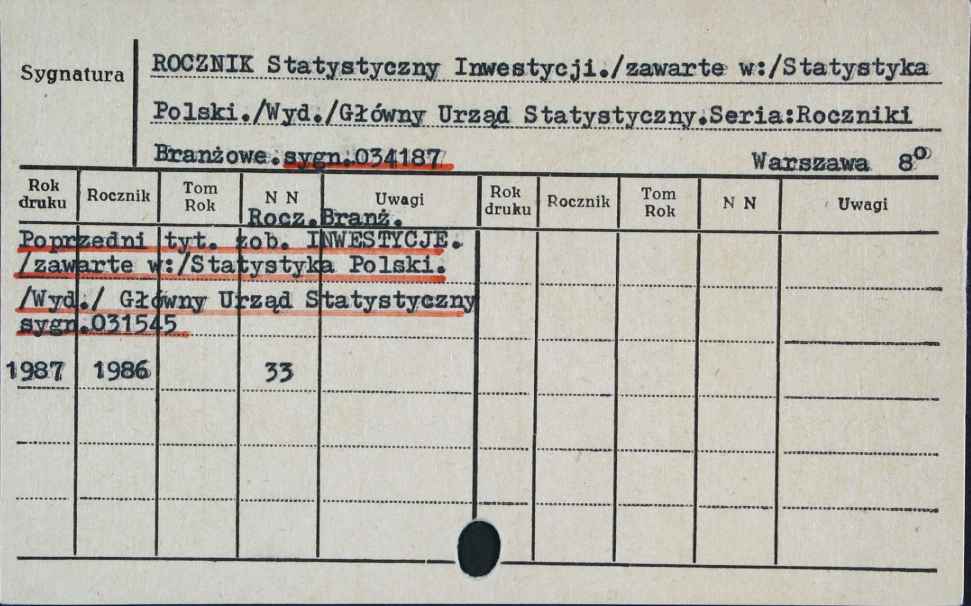 Sygnatura
ROCZNIK Statystyczny Inwestycji./zawarte w:/Statystyka
Polski./Wyd./Główny Urząd Statystyczny.Seria:Roczniki
Branżowe.sygn.034187 Warszawa 8º
Rok druku Rocznik Tom Rok N N Uwagi Rok druku Rocznik Tom Rok N N Uwagi
Rocz.Branż.
Poprzedni tyt. zob. INWESTYCJE.
/zawarte w:/Statystyka Polski.
/Wyd./ Główny Urząd Statystyczny
sygn.031545
1987 1986 33